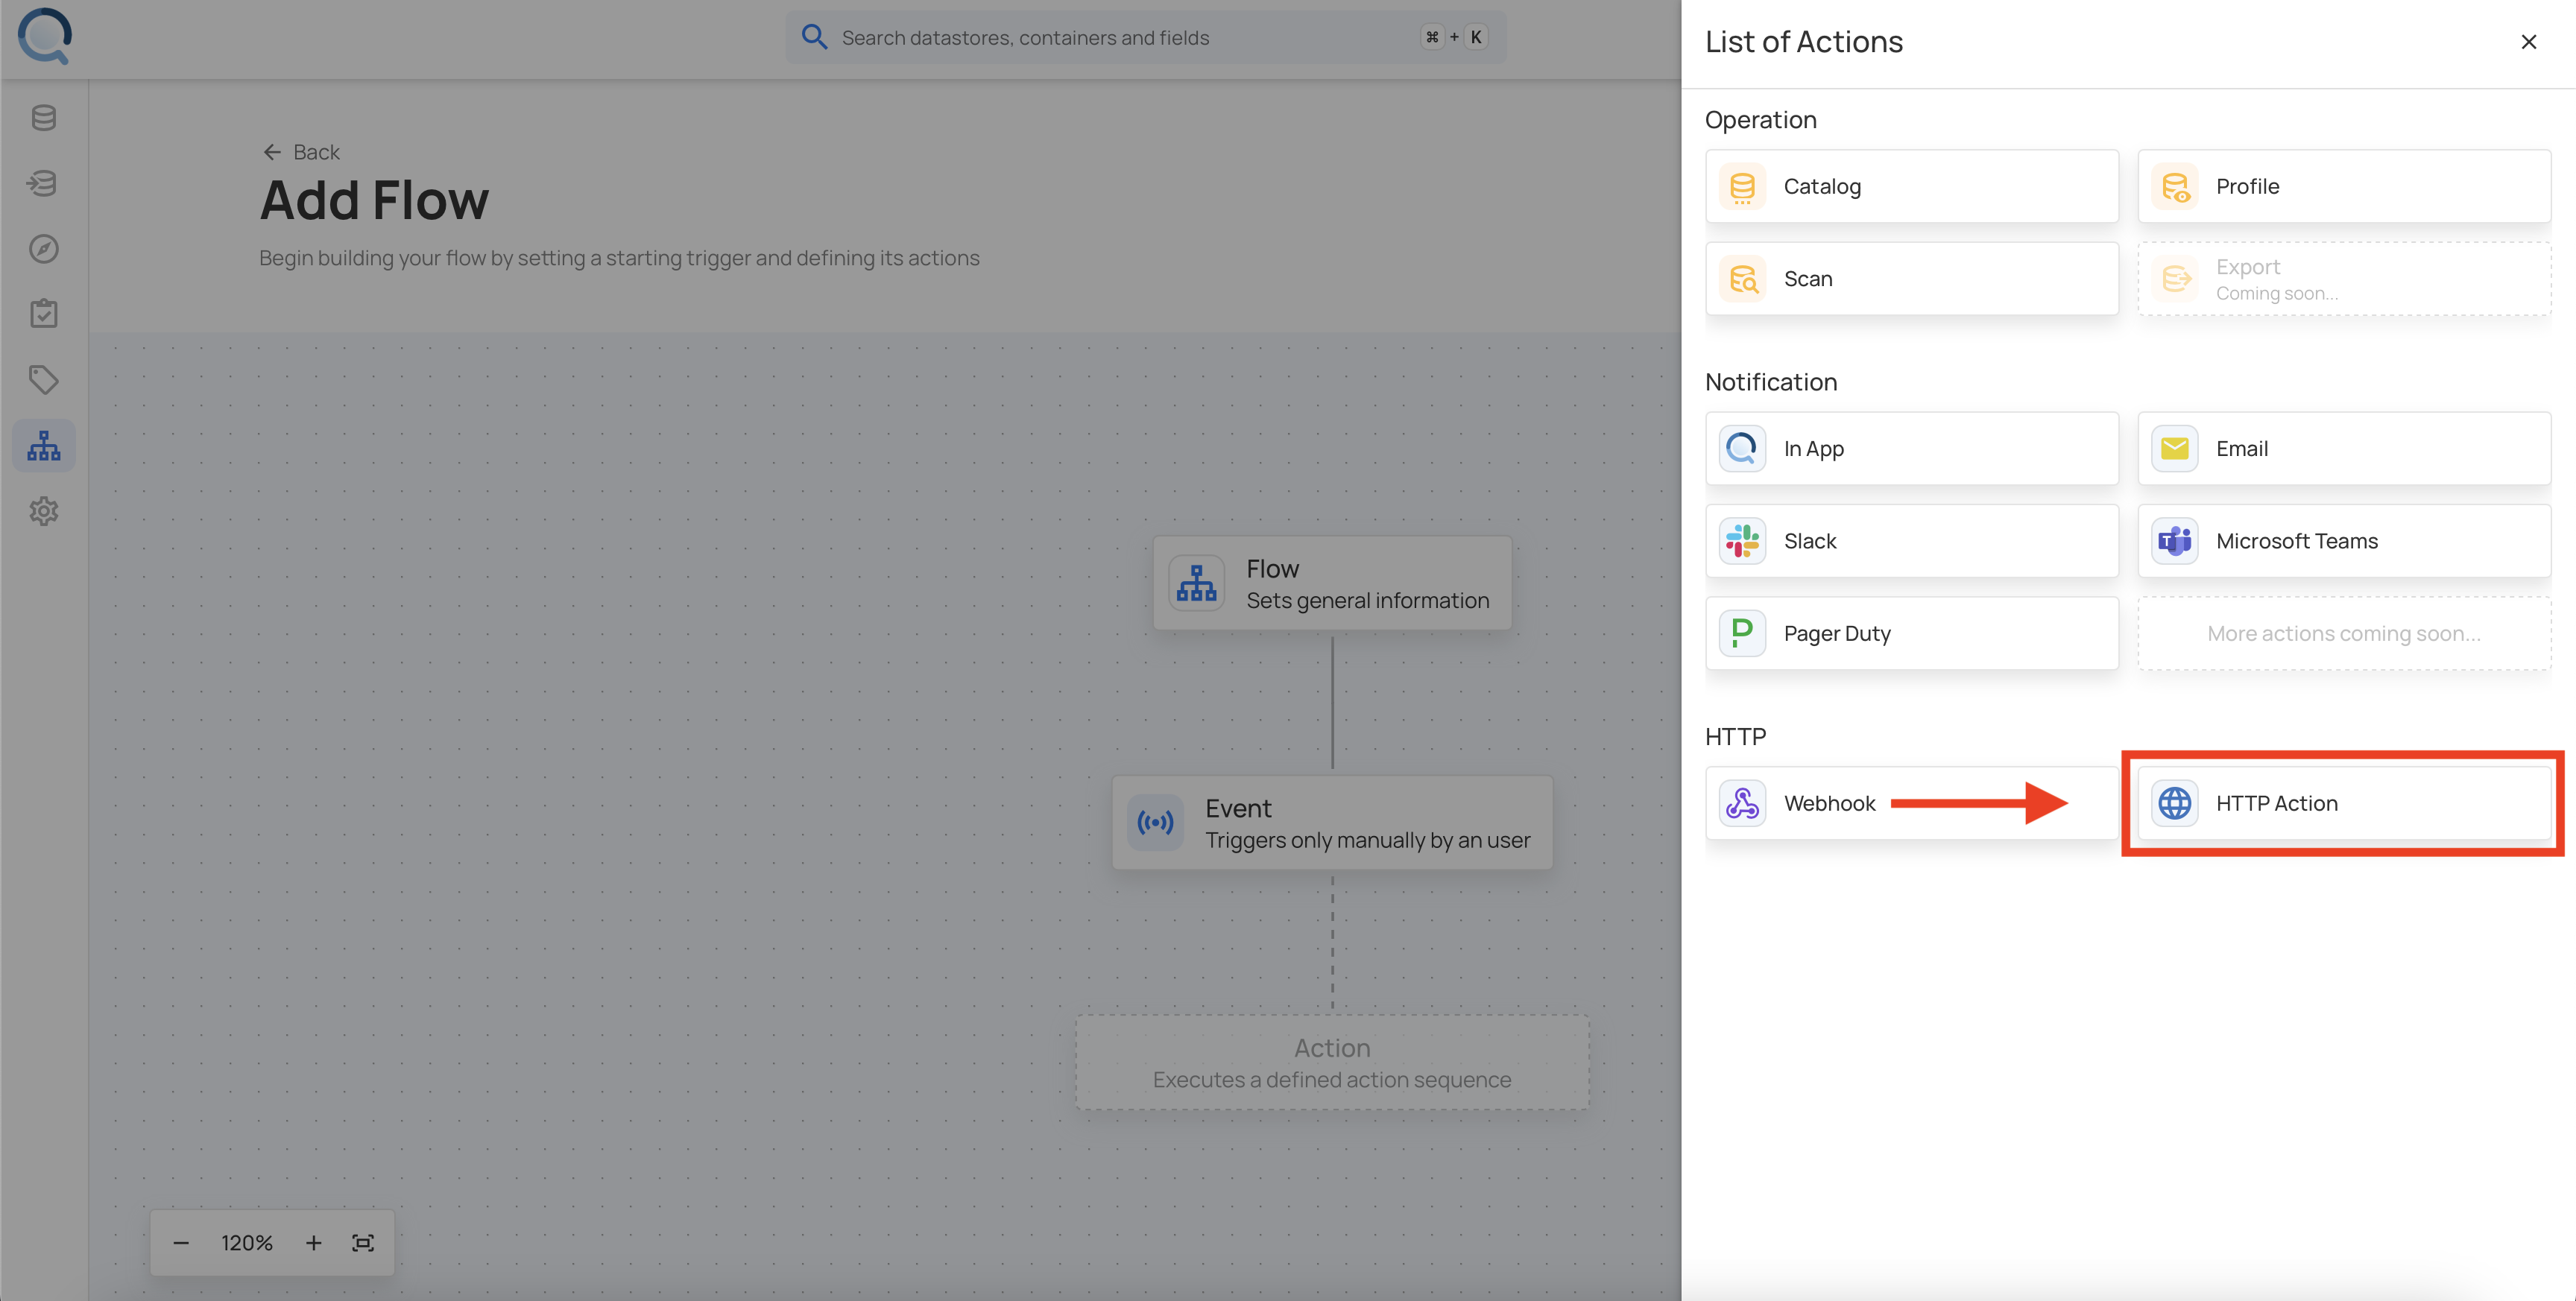 Search datastores, containers and fields
⌘ + K
Back
Add Flow
Begin building your flow by setting a starting trigger and defining its actions
Flow
Sets general information
Event
Triggers only manually by an user
Action
Executes a defined action sequence
120%
List of Actions
Operation
Catalog
Profile
Scan
Export
Coming soon...
Notification
In App
Email
Slack
Microsoft Teams
Pager Duty
More actions coming soon...
HTTP
Webhook
HTTP Action